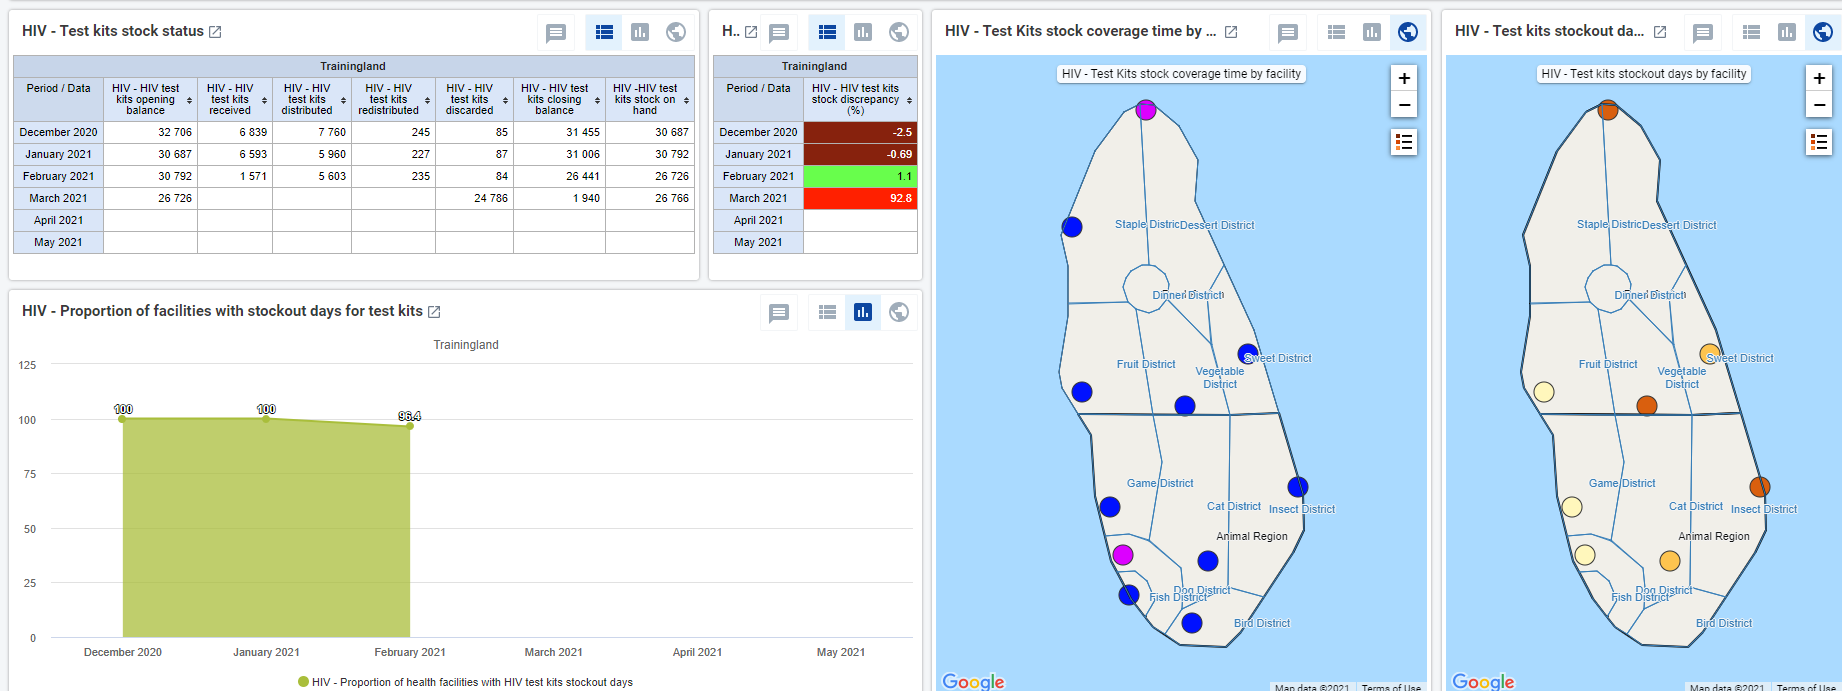 HIV - Test kits stock status
Trainingland
Period / Data
HIV - HIV test kits opening balance
HIV - HIV test kits received
HIV - HIV test kits distributed
HIV - HIV test kits redistributed
HIV - HIV test kits discarded
HIV - HIV test kits closing balance
HIV -HIV test kits stock on hand
December 2020 32 706 6 839 7 760 245 85 31 455 30 687
January 2021 30 687 6 593 5 960 227 87 31 006 30 792
February 2021 30 792 1 571 5 603 235 84 26 441 26 726
March 2021 26 726 24 786 1 940 26 766
April 2021
May 2021
H..
Trainingland
Period / Data
HIV - HIV test kits stock discrepancy (%)
December 2020 -2.5
January 2021 -0.69
February 2021 1.1
March 2021 92.8
April 2021
May 2021
HIV - Proportion of facilities with stockout days for test kits
Trainingland
125
100
75
50
25
0
100
100
96.4
December 2020
January 2021
February 2021
March 2021
April 2021
May 2021
HIV - Proportion of health facilities with HIV test kits stockout days
HIV - Test Kits stock coverage time by ...
HIV - Test Kits stock coverage time by facility
+
−
Staple Distric
Dessert District
Dinner District
Fruit District
Sweet District
Vegetable
District
Game District
Cat District
Insect District
Animal Region
Dog District
Fish District
Bird District
Google
Map data ©2021
Terms of Use
HIV - Test kits stockout da...
HIV - Test kits stockout days by facility
+
−
Staple Distric
Dessert District
Dinner District
Fruit District
Sweet District
Vegetable
District
Game District
Cat District
Insect District
Animal Region
Dog District
Fish District
Bird District
Google
Map data ©2021
Terms of Use